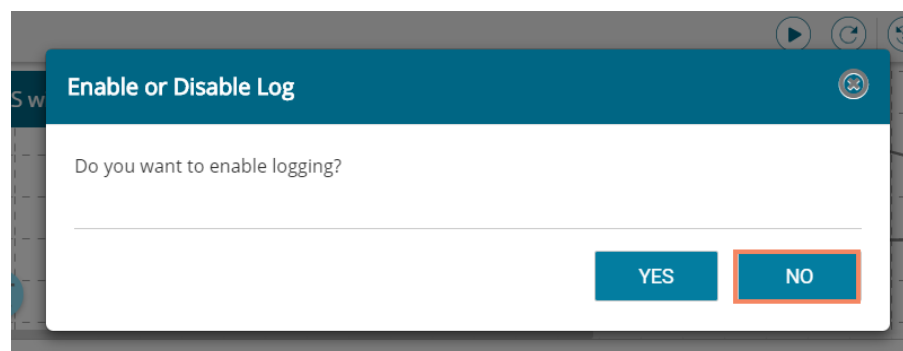 S w
Enable or Disable Log
Do you want to enable logging?
YES NO